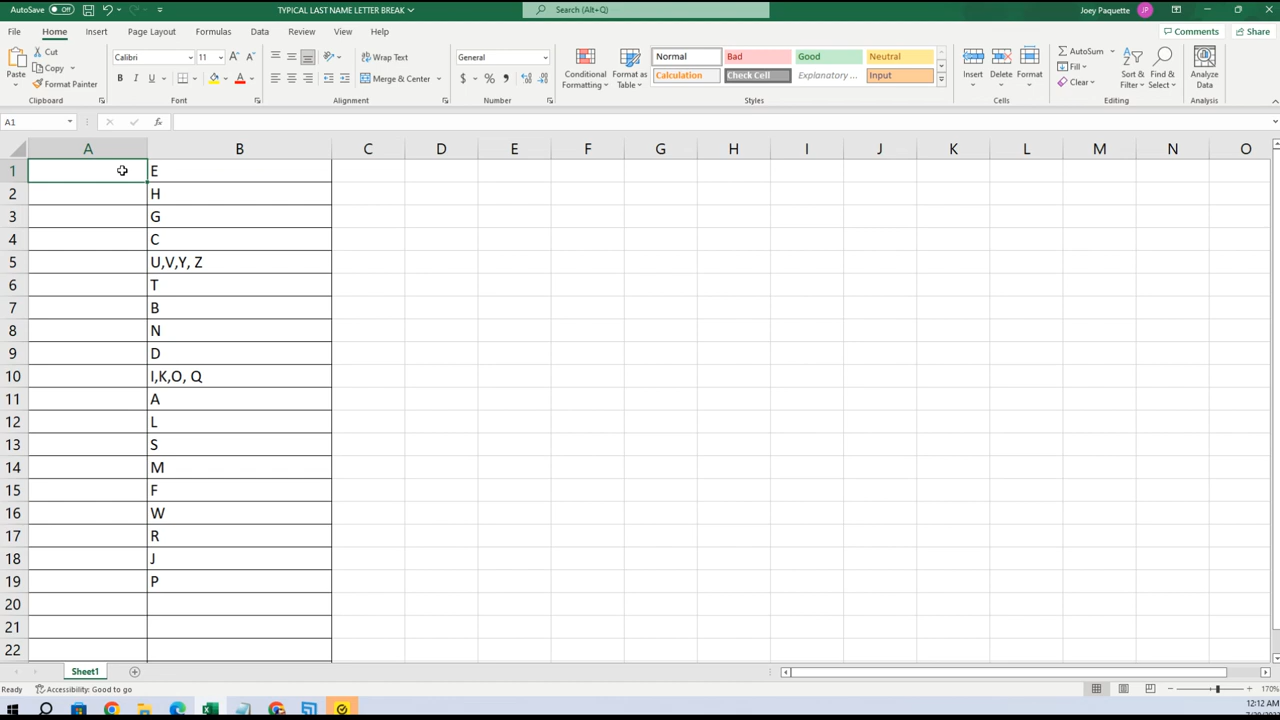 AutoSave Off TYPICAL LAST NAME LETTER BREAK Search (Alt+Q) Joey Paquette JP
File Home Insert Page Layout Formulas Data Review View Help Comments Share
Paste Cut Copy Format Painter Clipboard
Calibri 11 A A B I U A Font
ab Wrap Text Merge & Center Alignment
General $ % , Number
Conditional Formatting Format as Table
Normal Bad Good Neutral
Calculation Check Cell Explanatory ... Input
Styles
Insert Delete Format Cells
AutoSum Fill Clear Sort & Filter Find & Select Editing
Analyze Data Analysis
A1 fx
A B C D E F G H I J K L M N O
1 E
2 H
3 G
4 C
5 U,V,Y, Z
6 T
7 B
8 N
9 D
10 I,K,O, Q
11 A
12 L
13 S
14 M
15 F
16 W
17 R
18 J
19 P
20
21
22
Sheet1
Ready Accessibility: Good to go 170%
12:12 AM